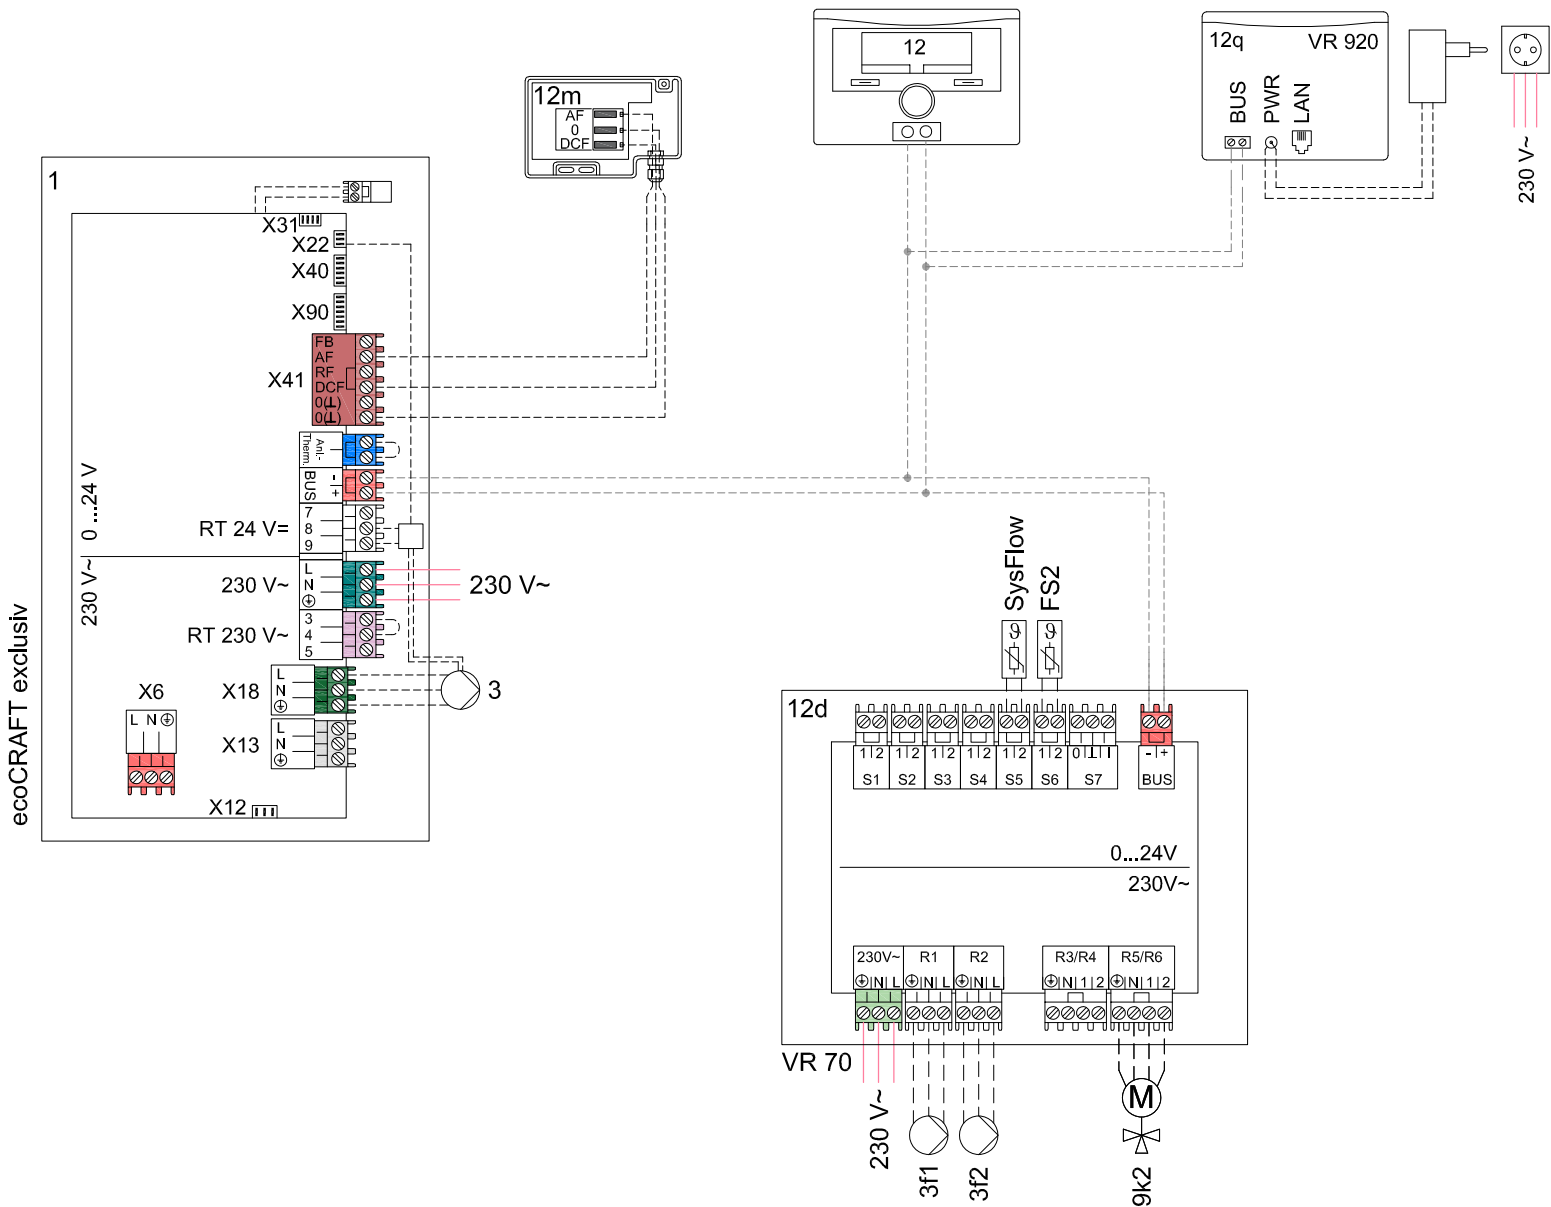 1
ecoCRAFT exclusiv
0 ...24 V
230 V~
X31
X22
X40
X90
X41
FB
AF
RF
DCF
0(⊥)
0(⊥)
Anl.-
Therm.
BUS
- +
RT 24 V=
7
8
9
230 V~
L
N
230 V~
RT 230 V~
3
4
5
X18
L
N
3
X13
L
N
X6
L N
X12
12m
AF
0
DCF
12
12q
VR 920
BUS
PWR
LAN
230 V~
SysFlow
FS2
ϑ
ϑ
12d
1 2
S1
1 2
S2
1 2
S3
1 2
S4
1 2
S5
1 2
S6
0 ⊥ I
S7
- +
BUS
0...24V
230V~
230V~
N L
R1
N L
R2
N L
R3/R4
N 1 2
R5/R6
N 1 2
VR 70
230 V~
3f1
3f2
M
9k2